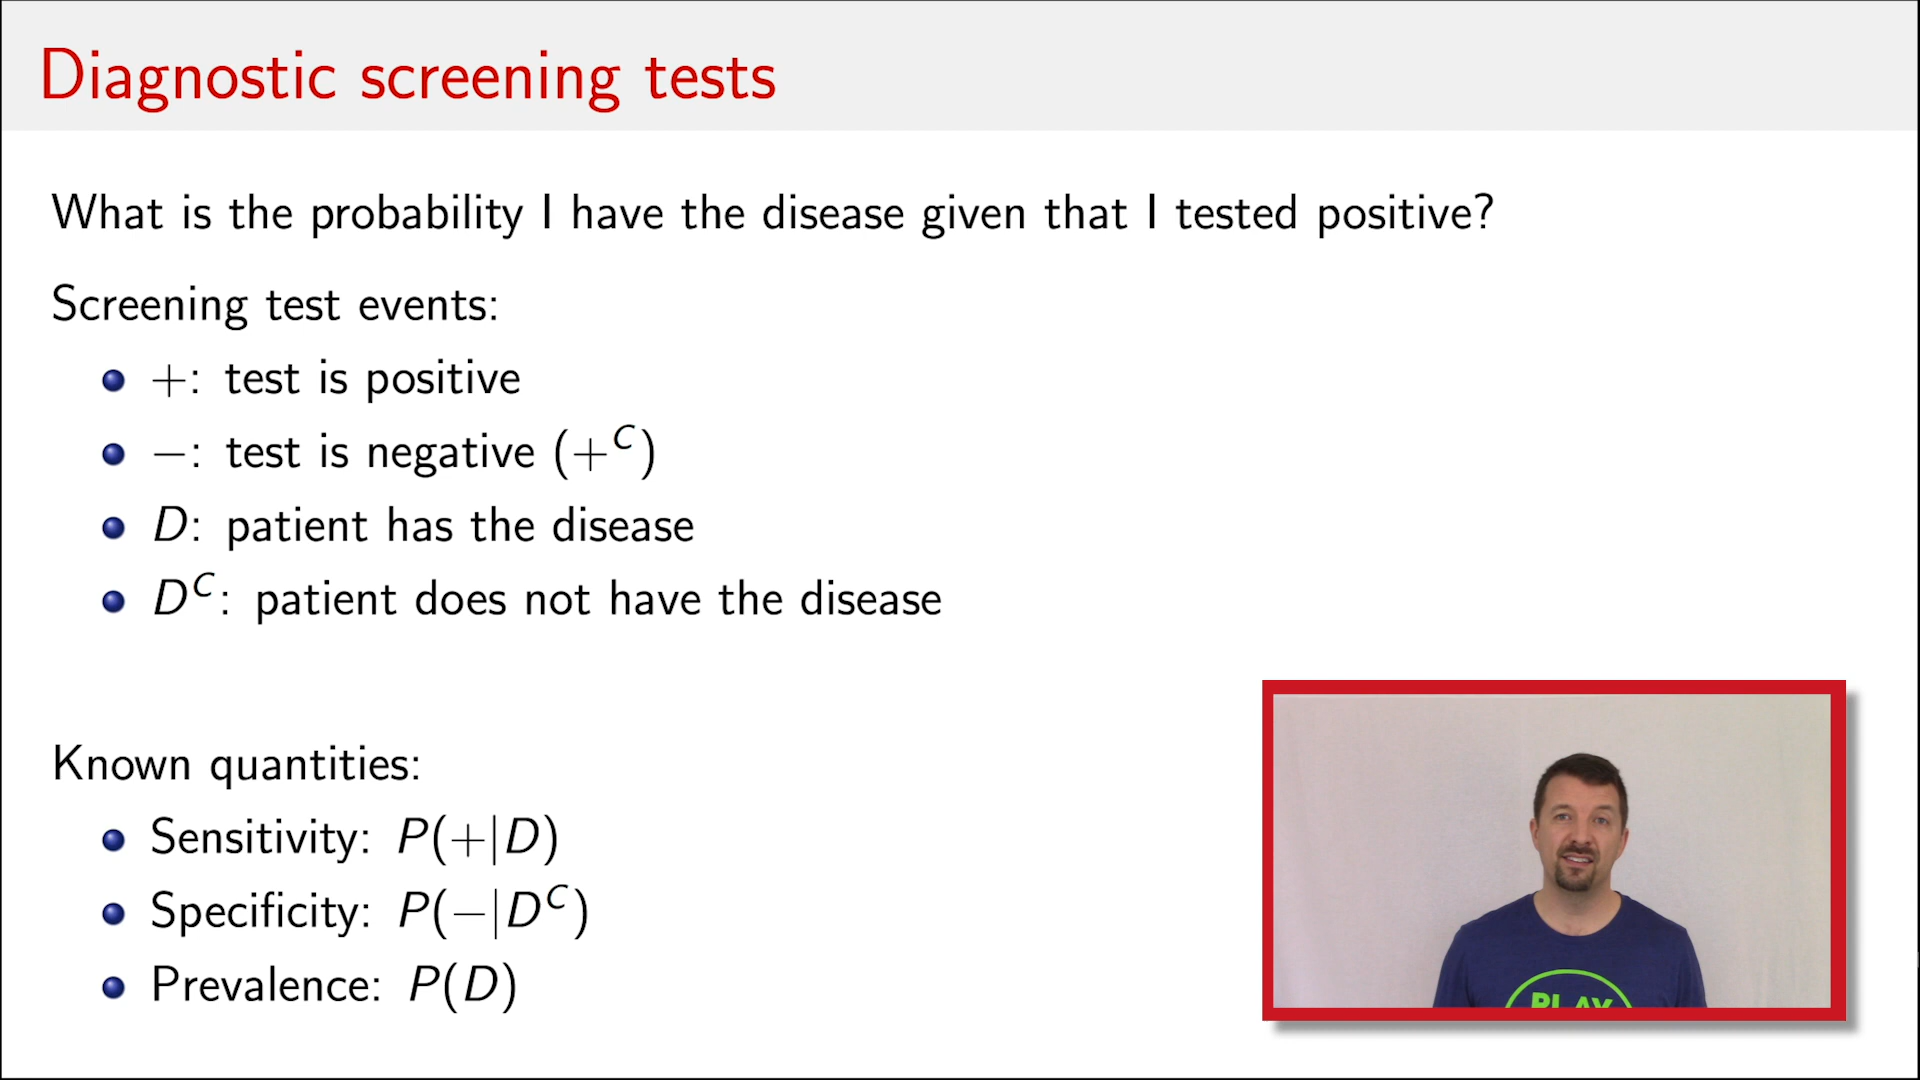 Diagnostic screening tests
What is the probability I have the disease given that I tested positive?
Screening test events:
+: test is positive
−: test is negative (+^C)
D: patient has the disease
D^C: patient does not have the disease
Known quantities:
Sensitivity: P(+|D)
Specificity: P(−|D^C)
Prevalence: P(D)
PLAY